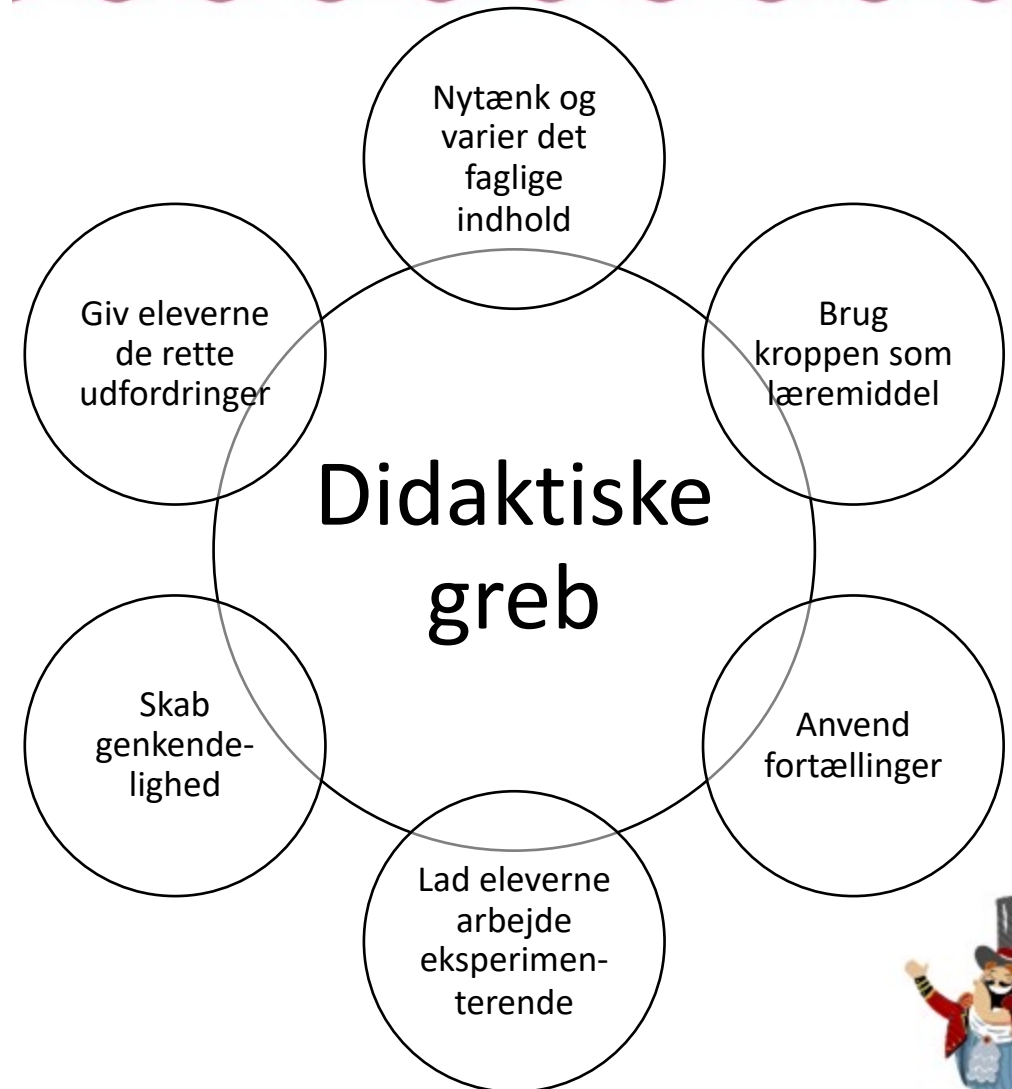 Nytænk og
varier det
faglige
indhold
Brug
kroppen som
læremiddel
Anvend
fortællinger
Lad eleverne
arbejde
eksperimen-
terende
Skab
genkende-
lighed
Giv eleverne
de rette
udfordringer
Didaktiske
greb